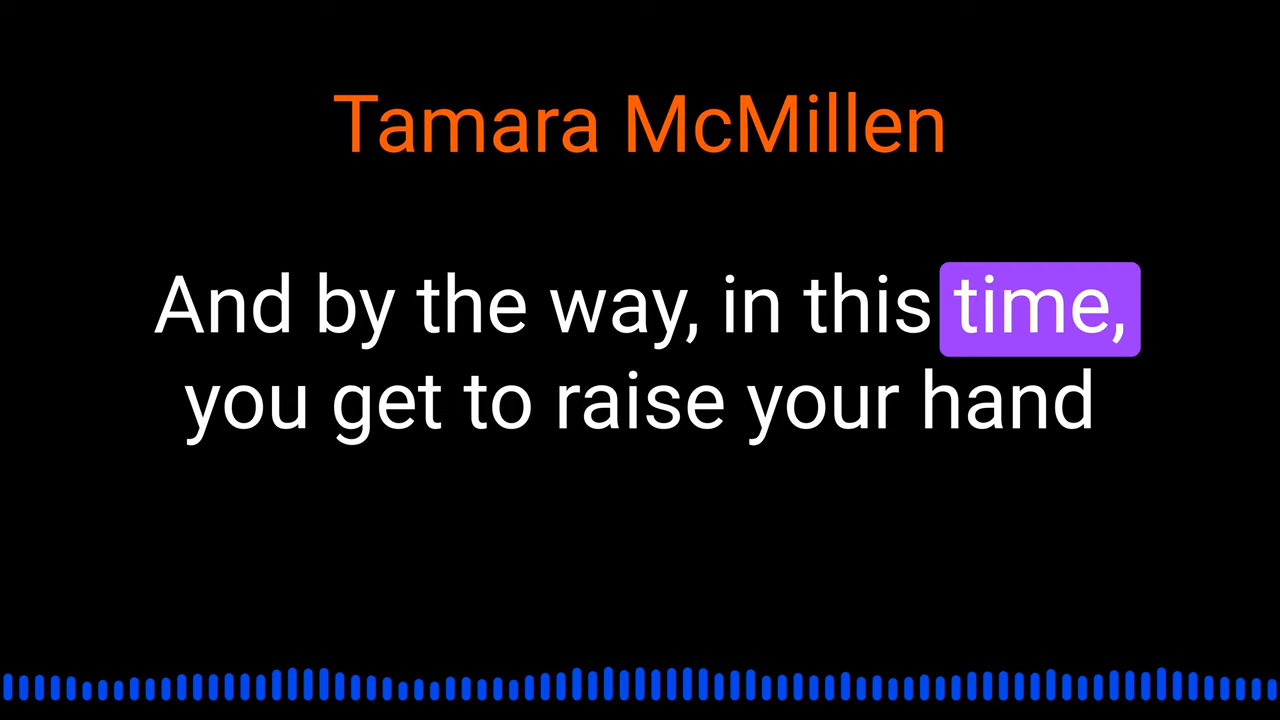 Tamara McMillen
And by the way, in this time,
you get to raise your hand